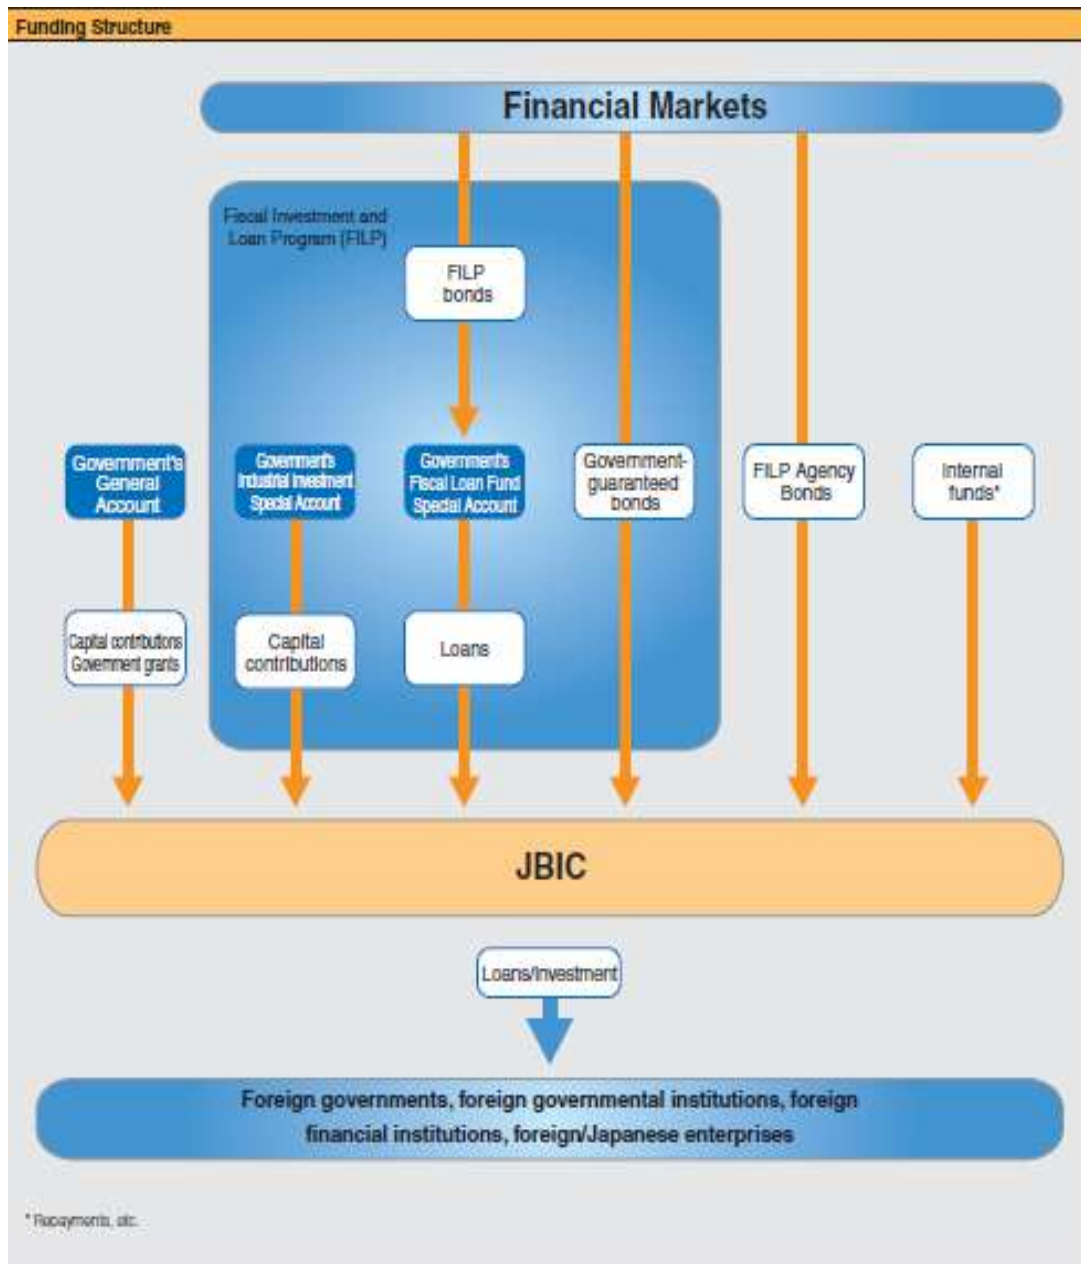 Funding Structure
Financial Markets
Fiscal Investment and
Loan Program (FILP)
FILP
bonds
Government's
General
Account
Government's
Industrial Investment
Special Account
Government's
Fiscal Loan Fund
Special Account
Government-
guaranteed
bonds
FILP Agency
Bonds
Internal
funds*
Capital contributions
Government grants
Capital
contributions
Loans
JBIC
Loans/Investment
Foreign governments, foreign governmental institutions, foreign
financial institutions, foreign/Japanese enterprises
* Repayments, etc.